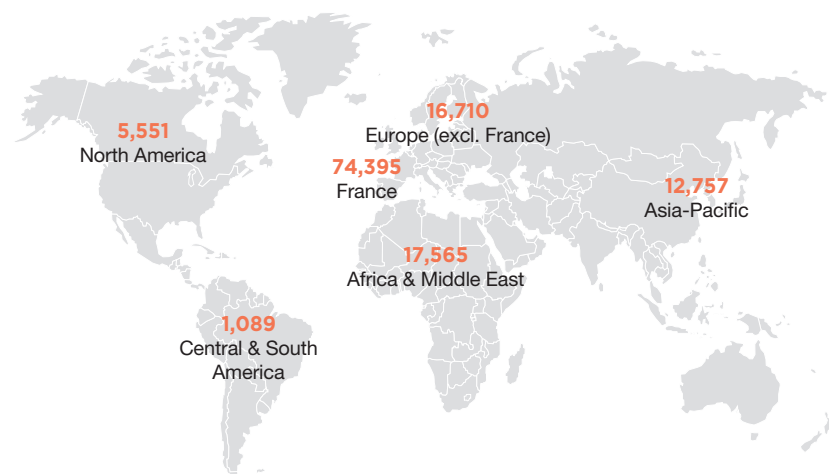 5,551
North America
16,710
Europe (excl. France)
74,395
France
12,757
Asia-Pacific
17,565
Africa & Middle East
1,089
Central & South
America